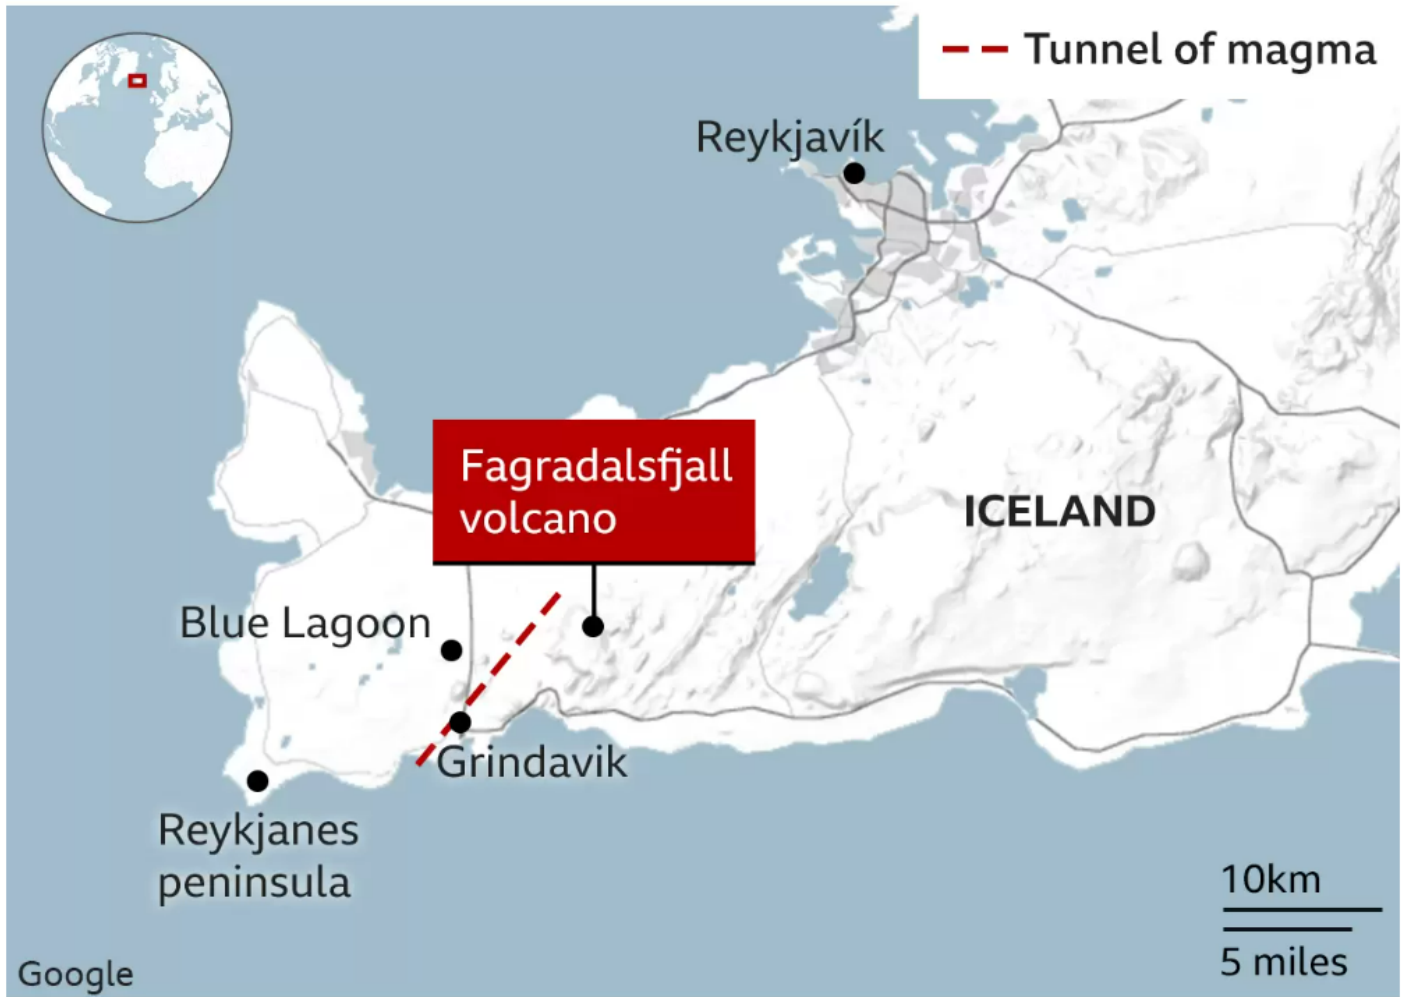 Tunnel of magma
Reykjavík
Fagradalsfjall
volcano
ICELAND
Blue Lagoon
Grindavik
Reykjanes
peninsula
10km
5 miles
Google